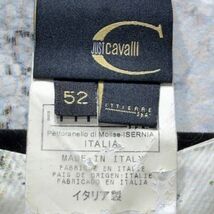 JUST cavalli
52
ITTIERRE
S.p.A.
Pettoranello di Molise ISERNIA
ITALIA
MADE IN ITALY
FABRIQUE EN ITALIE
PAIS DE ORIGEN ITALIA
FABRICADO EN ITALIA
イタリア製